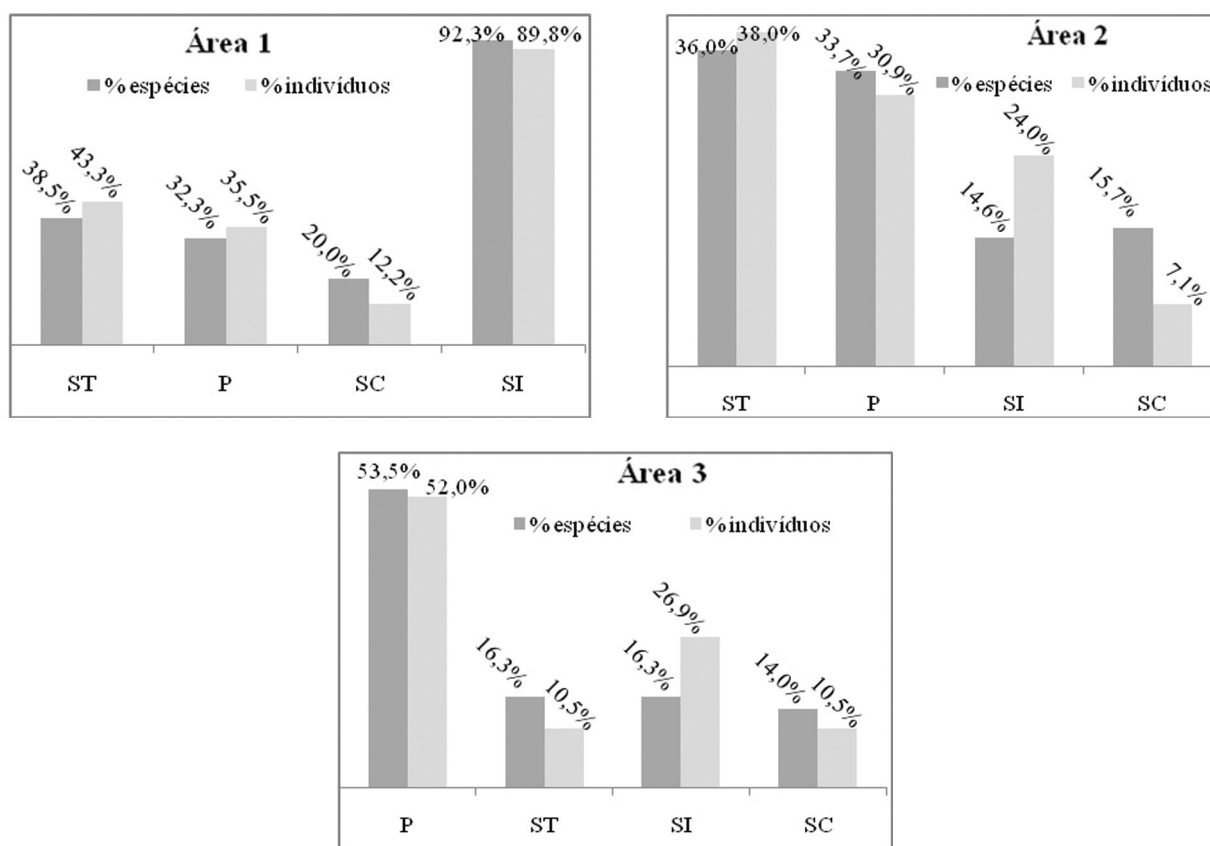 Área 1
%espécies %indivíduos
38,5% 43,3% 32,3% 35,5% 20,0% 12,2% 92,3% 89,8%
ST P SC SI
Área 2
%espécies %indivíduos
36,0% 38,0% 33,7% 30,9% 14,6% 24,0% 15,7% 7,1%
ST P SI SC
Área 3
%espécies %indivíduos
53,5% 52,0% 16,3% 10,5% 16,3% 26,9% 14,0% 10,5%
P ST SI SC